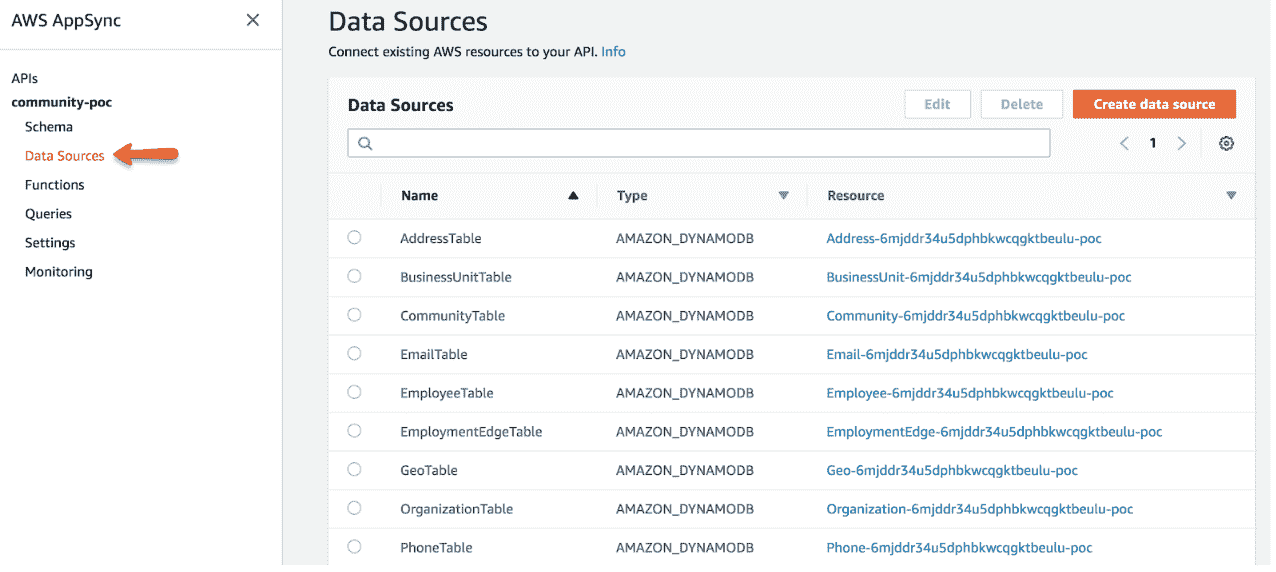 AWS AppSync
APIs
community-poc
Schema
Data Sources
Functions
Queries
Settings
Monitoring
Data Sources
Connect existing AWS resources to your API. Info
Data Sources
Edit
Delete
Create data source
1
Name Type Resource
AddressTable AMAZON_DYNAMODB Address-6mjddr34u5dphbkwcqgktbeulu-poc
BusinessUnitTable AMAZON_DYNAMODB BusinessUnit-6mjddr34u5dphbkwcqgktbeulu-poc
CommunityTable AMAZON_DYNAMODB Community-6mjddr34u5dphbkwcqgktbeulu-poc
EmailTable AMAZON_DYNAMODB Email-6mjddr34u5dphbkwcqgktbeulu-poc
EmployeeTable AMAZON_DYNAMODB Employee-6mjddr34u5dphbkwcqgktbeulu-poc
EmploymentEdgeTable AMAZON_DYNAMODB EmploymentEdge-6mjddr34u5dphbkwcqgktbeulu-poc
GeoTable AMAZON_DYNAMODB Geo-6mjddr34u5dphbkwcqgktbeulu-poc
OrganizationTable AMAZON_DYNAMODB Organization-6mjddr34u5dphbkwcqgktbeulu-poc
PhoneTable AMAZON_DYNAMODB Phone-6mjddr34u5dphbkwcqgktbeulu-poc